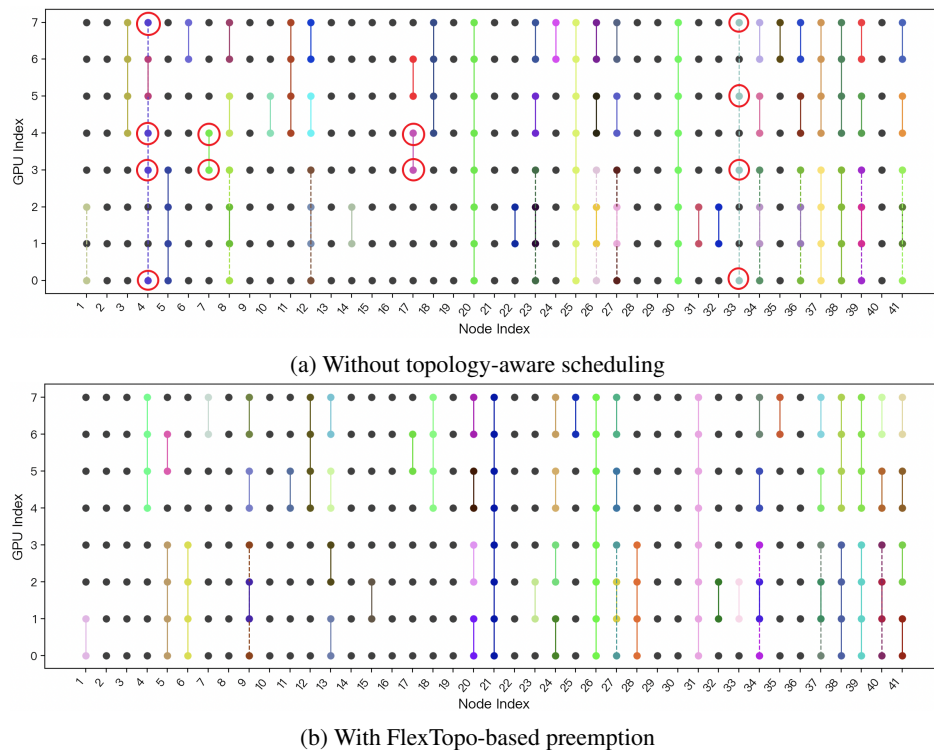 7
6
5
4
3
2
1
0
GPU Index
1 2 3 4 5 6 7 8 9 10 11 12 13 14 15 16 17 18 19 20 21 22 23 24 25 26 27 28 29 30 31 32 33 34 35 36 37 38 39 40 41
Node Index
(a) Without topology-aware scheduling
7
6
5
4
3
2
1
0
GPU Index
1 2 3 4 5 6 7 8 9 10 11 12 13 14 15 16 17 18 19 20 21 22 23 24 25 26 27 28 29 30 31 32 33 34 35 36 37 38 39 40 41
Node Index
(b) With FlexTopo-based preemption